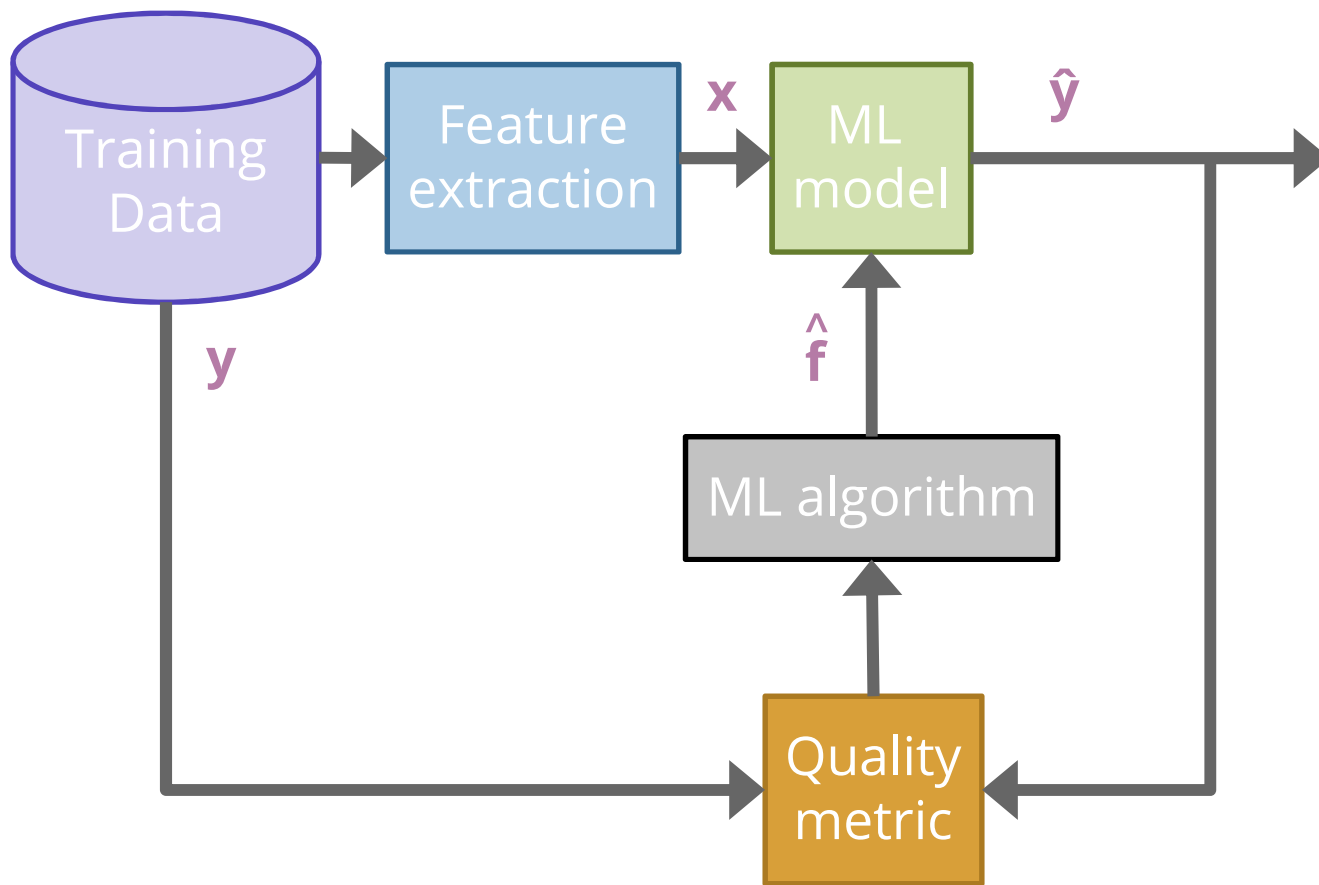 Training
Data
Feature
extraction
x
ML
model
ŷ
y
f̂
ML algorithm
Quality
metric